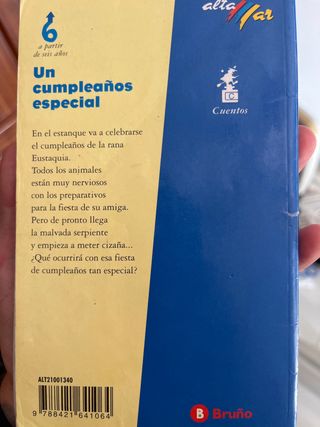 6
a partir
de seis años
alta Mar
Cuentos
Un
cumpleaños
especial
En el estanque va a celebrarse
el cumpleaños de la rana
Eustaquia.
Todos los animales
están muy nerviosos
con los preparativos
para la fiesta de su amiga.
Pero de pronto llega
la malvada serpiente
y empieza a meter cizaña...
¿Qué ocurrirá con esa fiesta
de cumpleaños tan especial?
ALT21001340
9 788421 641064
B Bruño